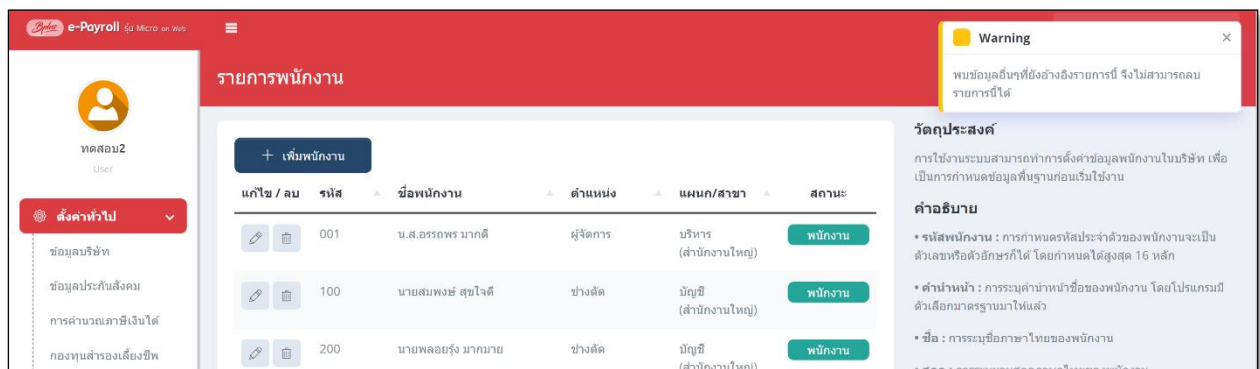 Bplus e-Payroll รุ่น Micro on Web
Warning
พบข้อมูลอื่นๆที่ยังอ้างอิงรายการนี้ จึงไม่สามารถลบ
รายการนี้ได้
รายการพนักงาน
ทดสอบ2
User
ตั้งค่าทั่วไป
ข้อมูลบริษัท
ข้อมูลประกันสังคม
การคำนวณภาษีเงินได้
กองทุนสำรองเลี้ยงชีพ
+ เพิ่มพนักงาน
แก้ไข / ลบ รหัส ชื่อพนักงาน ตำแหน่ง แผนก/สาขา สถานะ
001 น.ส.อรรถพร มากดี ผู้จัดการ บริหาร พนักงาน
(สำนักงานใหญ่)
100 นายสมพงษ์ สุขใจดี ช่างตัด บัญชี พนักงาน
(สำนักงานใหญ่)
200 นายพลอยรุ้ง มากมาย ช่างตัด บัญชี พนักงาน
(สำนักงานใหญ่)
วัตถุประสงค์
การใช้งานระบบสามารถทำการตั้งค่าข้อมูลพนักงานในบริษัท เพื่อ
เป็นการกำหนดข้อมูลพื้นฐานก่อนเริ่มใช้งาน
คำอธิบาย
• รหัสพนักงาน : การกำหนดรหัสประจำตัวของพนักงานจะเป็น
ตัวเลขหรือตัวอักษรก็ได้ โดยกำหนดได้สูงสุด 16 หลัก
• คำนำหน้า : การระบุคำนำหน้าชื่อของพนักงาน โดยโปรแกรมมี
ตัวเลือกมาตรฐานมาให้แล้ว
• ชื่อ : การระบุชื่อภาษาไทยของพนักงาน